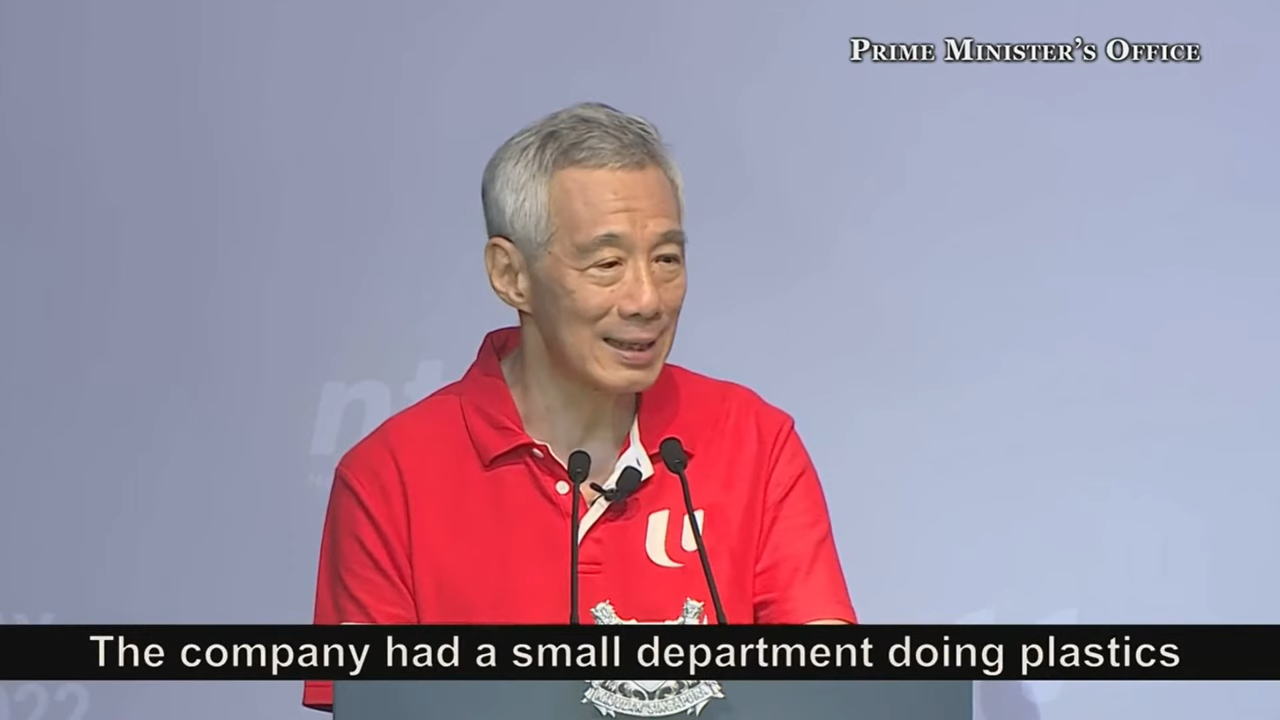 PRIME MINISTER'S OFFICE
The company had a small department doing plastics